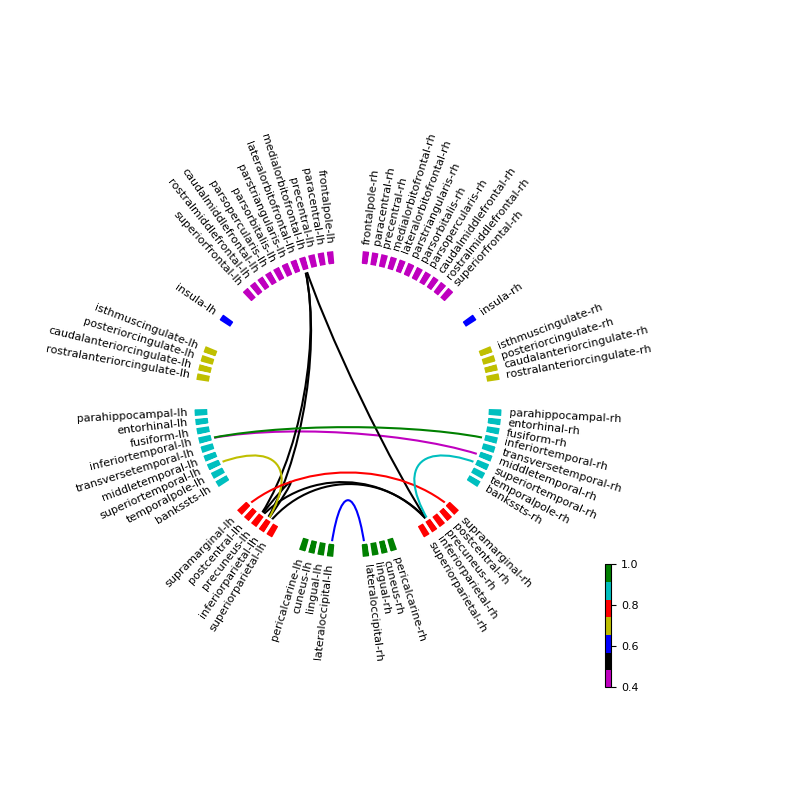 frontalpole-lh
paracentral-lh
precentral-lh
medialorbitofrontal-lh
lateralorbitofrontal-lh
parstriangularis-lh
parsorbitalis-lh
parsopercularis-lh
caudalmiddlefrontal-lh
rostralmiddlefrontal-lh
superiorfrontal-lh
insula-lh
isthmuscingulate-lh
posteriorcingulate-lh
caudalanteriorcingulate-lh
rostralanteriorcingulate-lh
parahippocampal-lh
entorhinal-lh
fusiform-lh
inferiortemporal-lh
transversetemporal-lh
middletemporal-lh
superiortemporal-lh
temporalpole-lh
bankssts-lh
supramarginal-lh
postcentral-lh
precuneus-lh
inferiorparietal-lh
superiorparietal-lh
pericalcarine-lh
cuneus-lh
lingual-lh
lateraloccipital-lh
lateraloccipital-rh
lingual-rh
cuneus-rh
pericalcarine-rh
superiorparietal-rh
inferiorparietal-rh
precuneus-rh
postcentral-rh
supramarginal-rh
bankssts-rh
temporalpole-rh
superiortemporal-rh
middletemporal-rh
transversetemporal-rh
inferiortemporal-rh
fusiform-rh
entorhinal-rh
parahippocampal-rh
rostralanteriorcingulate-rh
caudalanteriorcingulate-rh
posteriorcingulate-rh
isthmuscingulate-rh
insula-rh
superiorfrontal-rh
rostralmiddlefrontal-rh
caudalmiddlefrontal-rh
parsopercularis-rh
parsorbitalis-rh
parstriangularis-rh
lateralorbitofrontal-rh
medialorbitofrontal-rh
precentral-rh
paracentral-rh
frontalpole-rh
1.0
0.8
0.6
0.4